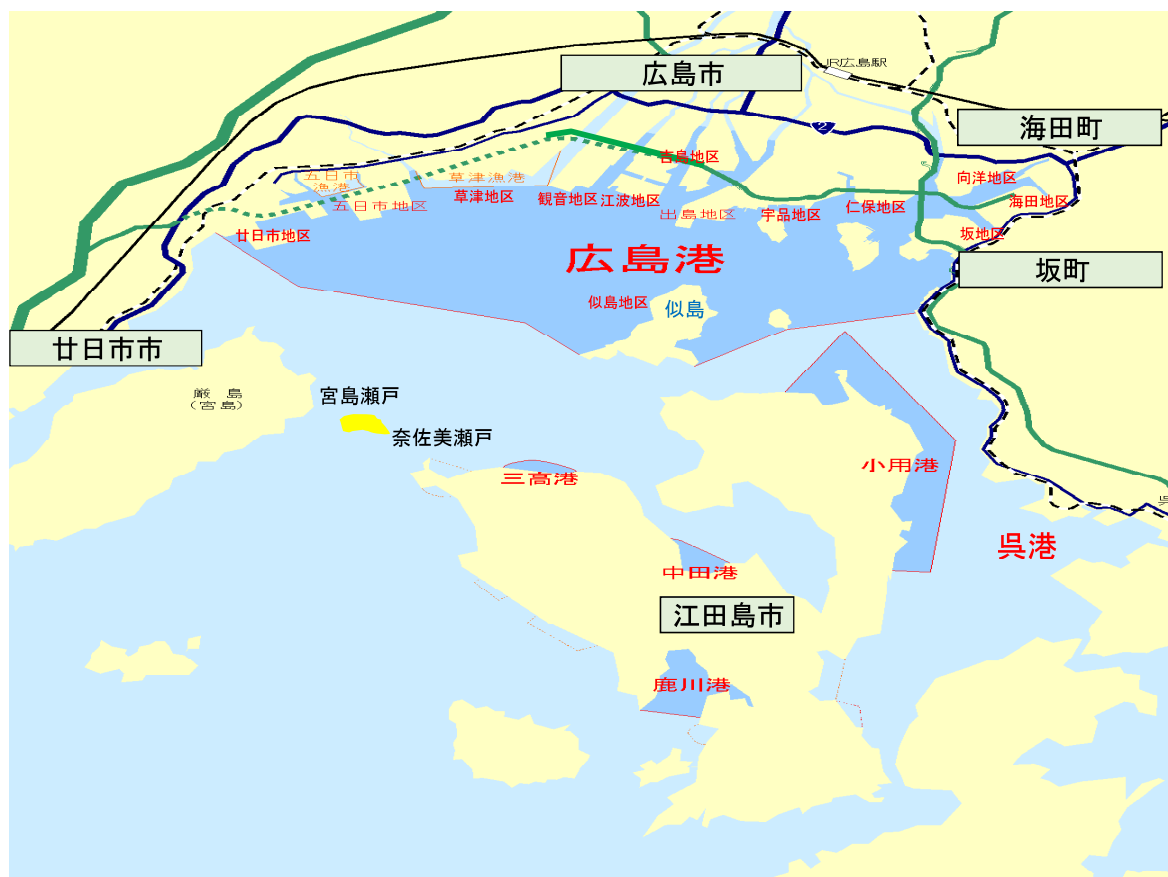 JR広島駅
広島市
海田町
2
吉島地区
五日市
漁港
草津漁港
向洋地区
草津地区
観音地区
江波地区
五日市地区
出島地区
宇品地区
仁保地区
海田地区
廿日市地区
坂地区
広島港
坂町
似島地区
似島
廿日市市
厳島
(宮島)
宮島瀬戸
奈佐美瀬戸
三高港
小用港
呉
呉港
中田港
江田島市
鹿川港